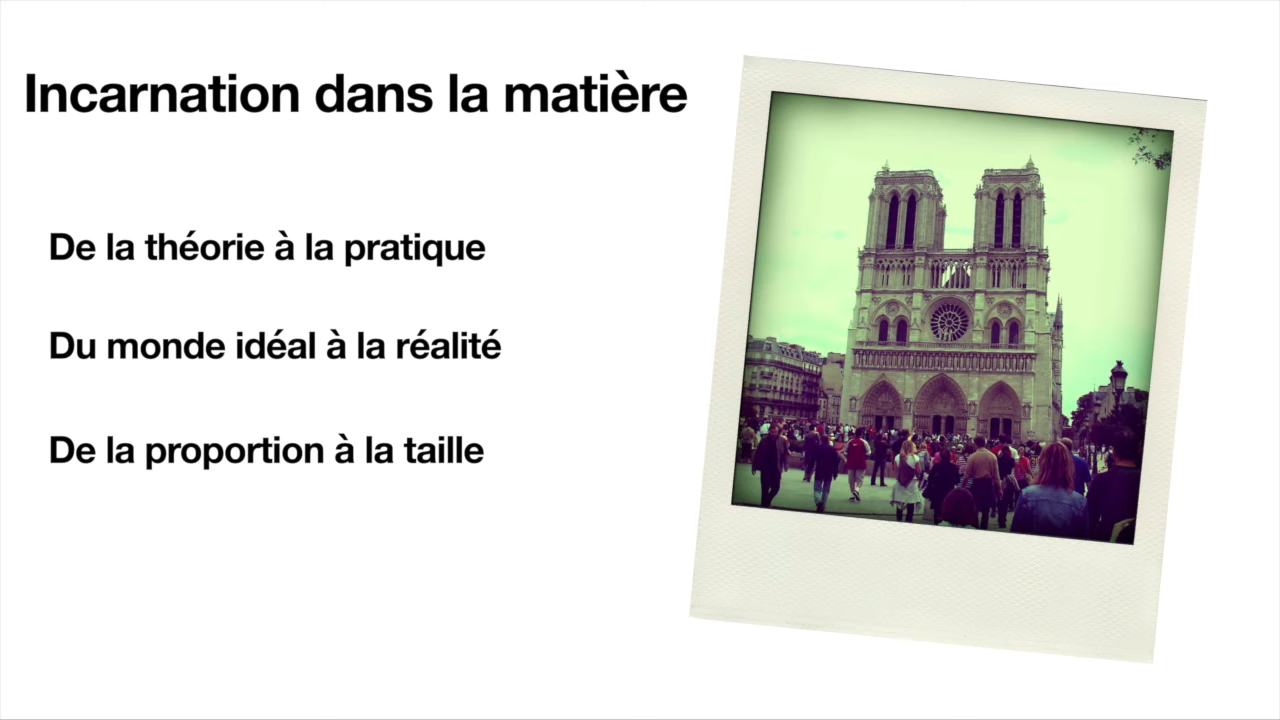 Incarnation dans la matière
De la théorie à la pratique
Du monde idéal à la réalité
De la proportion à la taille